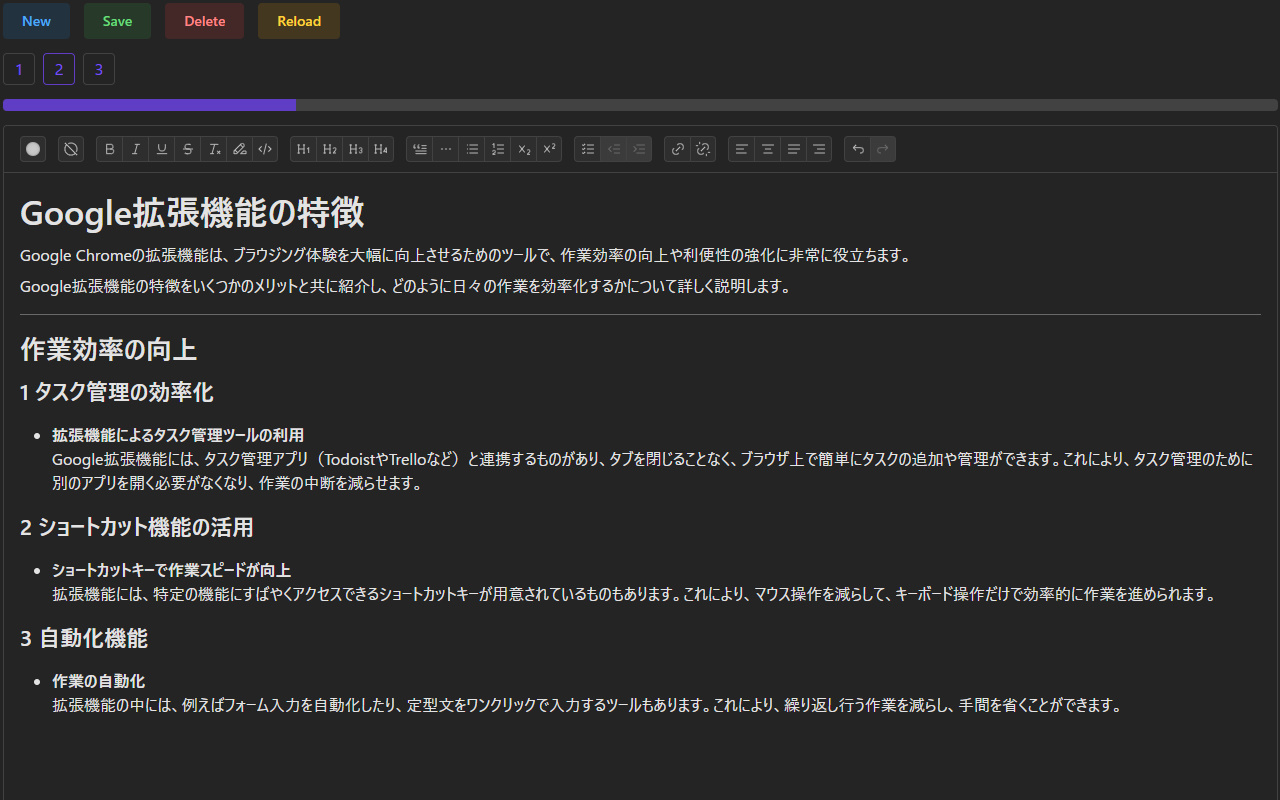 New Save Delete Reload
1 2 3
B I U S Tx </> H1 H2 H3 H4 x2 x2
Google拡張機能の特徴
Google Chromeの拡張機能は、ブラウジング体験を大幅に向上させるためのツールで、作業効率の向上や利便性の強化に非常に役立ちます。
Google拡張機能の特徴をいくつかのメリットと共に紹介し、どのように日々の作業を効率化するかについて詳しく説明します。
作業効率の向上
1 タスク管理の効率化
• 拡張機能によるタスク管理ツールの利用
Google拡張機能には、タスク管理アプリ（TodoistやTrelloなど）と連携するものがあり、タブを閉じることなく、ブラウザ上で簡単にタスクの追加や管理ができます。これにより、タスク管理のために
別のアプリを開く必要がなくなり、作業の中断を減らせます。
2 ショートカット機能の活用
• ショートカットキーで作業スピードが向上
拡張機能には、特定の機能にすばやくアクセスできるショートカットキーが用意されているものもあります。これにより、マウス操作を減らして、キーボード操作だけで効率的に作業を進められます。
3 自動化機能
• 作業の自動化
拡張機能の中には、例えばフォーム入力を自動化したり、定型文をワンクリックで入力するツールもあります。これにより、繰り返し行う作業を減らし、手間を省くことができます。